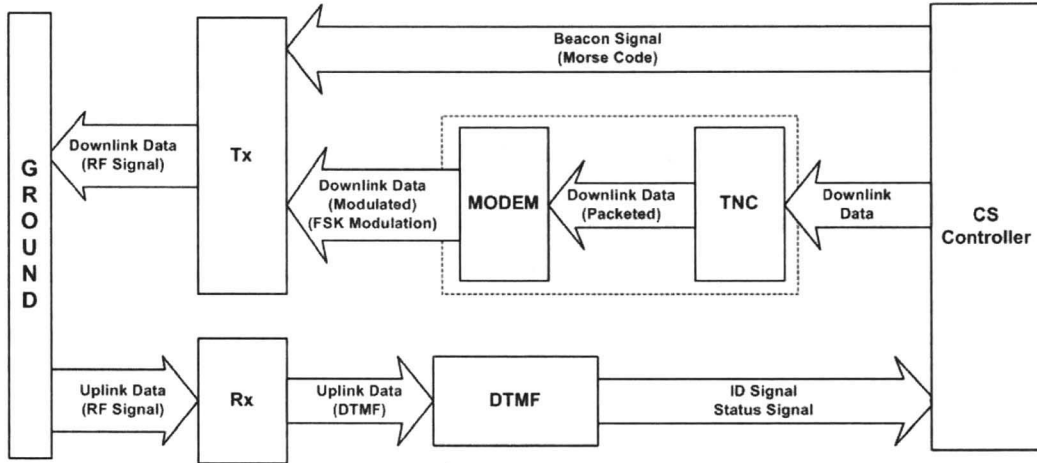 GROUND
Beacon Signal
(Morse Code)
Downlink Data
(RF Signal)
Tx
Downlink Data
(Modulated)
(FSK Modulation)
MODEM
Downlink Data
(Packeted)
TNC
Downlink
Data
CS
Controller
Uplink Data
(RF Signal)
Rx
Uplink Data
(DTMF)
DTMF
ID Signal
Status Signal